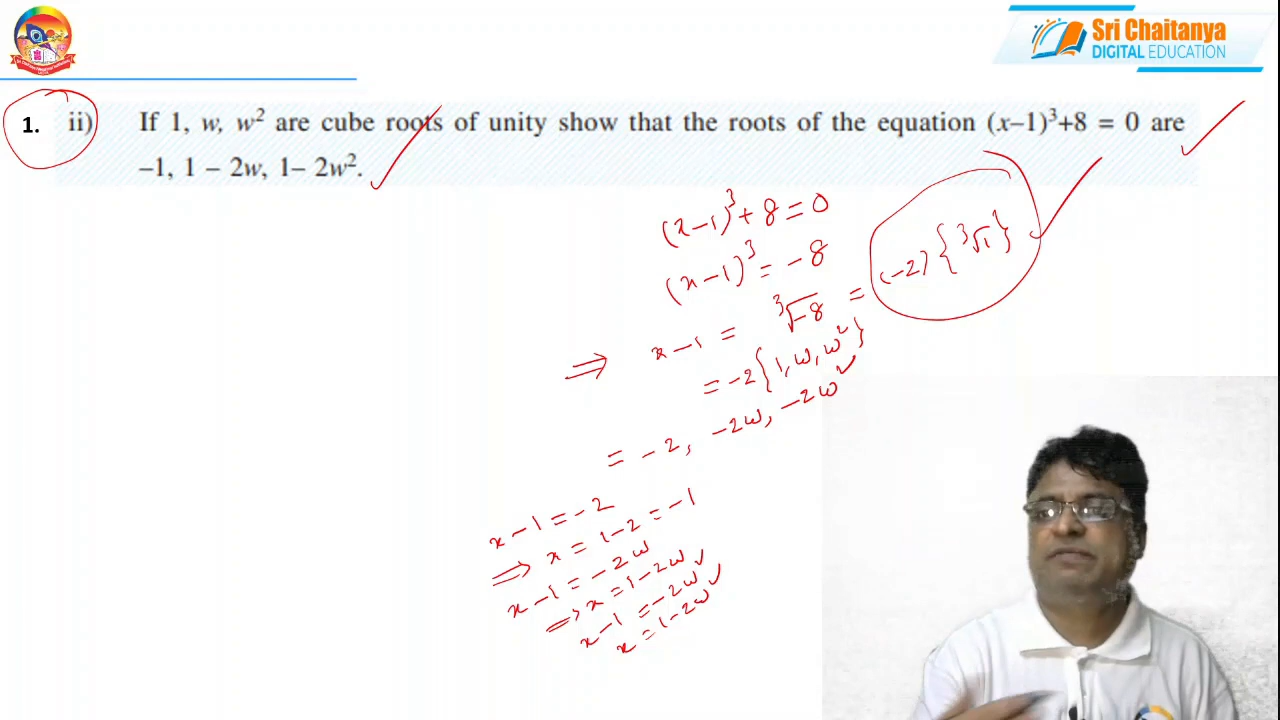 Sri Chaitanya
DIGITAL EDUCATION
1. ii) If 1, w, w² are cube roots of unity show that the roots of the equation (x–1)³+8 = 0 are
–1, 1 – 2w, 1– 2w².
(x-1)³ + 8 = 0
(x-1)³ = -8
⇒ x-1 = ∛-8 = (-2) {∛1}
= -2 {1, ω, ω²}
= -2, -2ω, -2ω²
x-1 = -2
⇒ x = 1-2 = -1
x-1 = -2ω
⇒ x = 1-2ω
x-1 = -2ω²
x = 1-2ω²